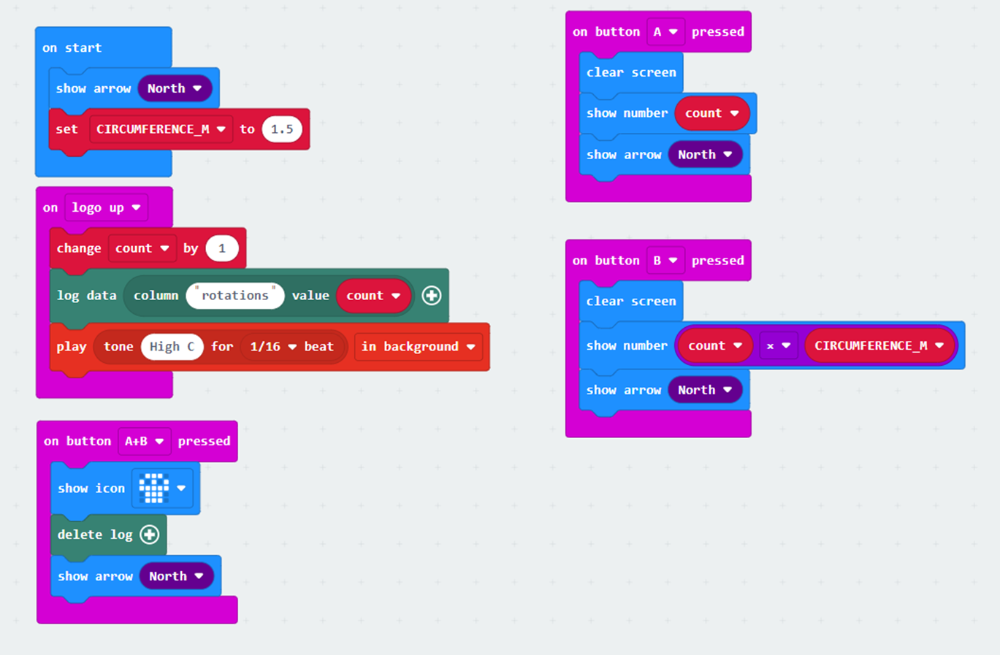 on start
show arrow North
set CIRCUMFERENCE_M to 1.5
on logo up
change count by 1
log data column "rotations" value count
play tone High C for 1/16 beat in background
on button A+B pressed
show icon
delete log
show arrow North
on button A pressed
clear screen
show number count
show arrow North
on button B pressed
clear screen
show number count × CIRCUMFERENCE_M
show arrow North